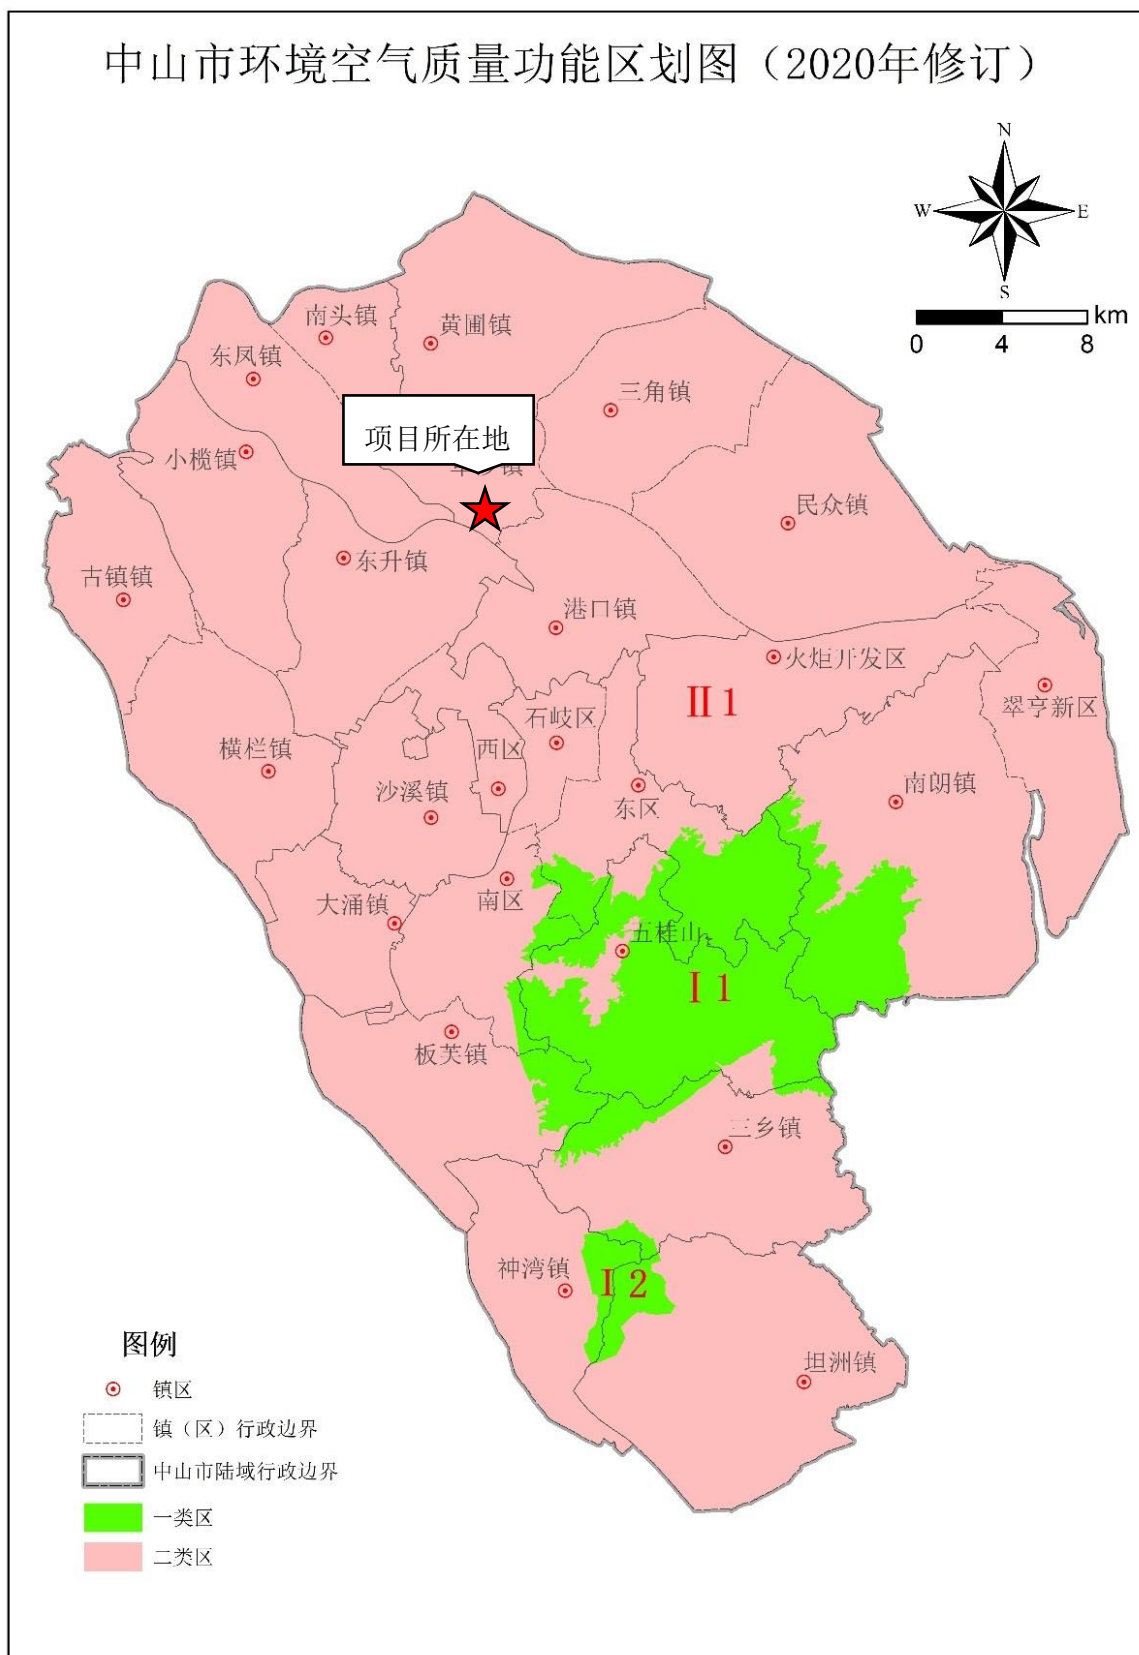 中山市环境空气质量功能区划图（2020年修订）
N
W E
S
km
0 4 8
南头镇
黄圃镇
东凤镇
三角镇
项目所在地
小榄镇
民众镇
东升镇
古镇镇
港口镇
火炬开发区
II 1
翠亨新区
石岐区
横栏镇
西区
南朗镇
沙溪镇
东区
南区
大涌镇
五桂山
I 1
板芙镇
三乡镇
神湾镇
I 2
坦洲镇
图例
镇区
镇（区）行政边界
中山市陆域行政边界
一类区
二类区